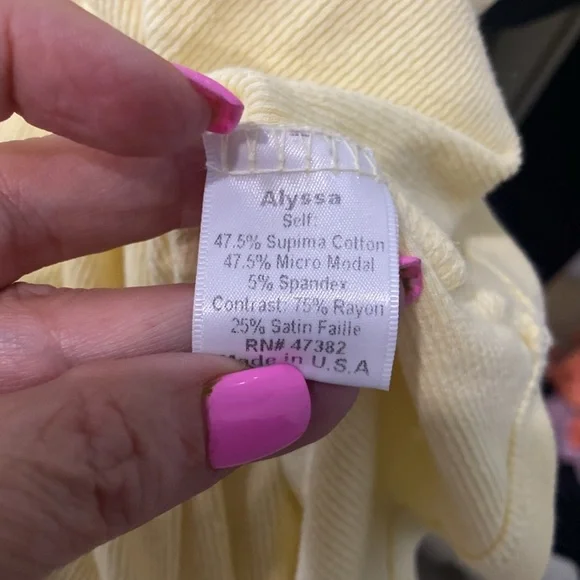 Alyssa
Self:
47.5% Supima Cotton
47.5% Micro Modal
5% Spandex
Contrast: 75% Rayon
25% Satin Faille
RN# 47382
Made in U.S.A